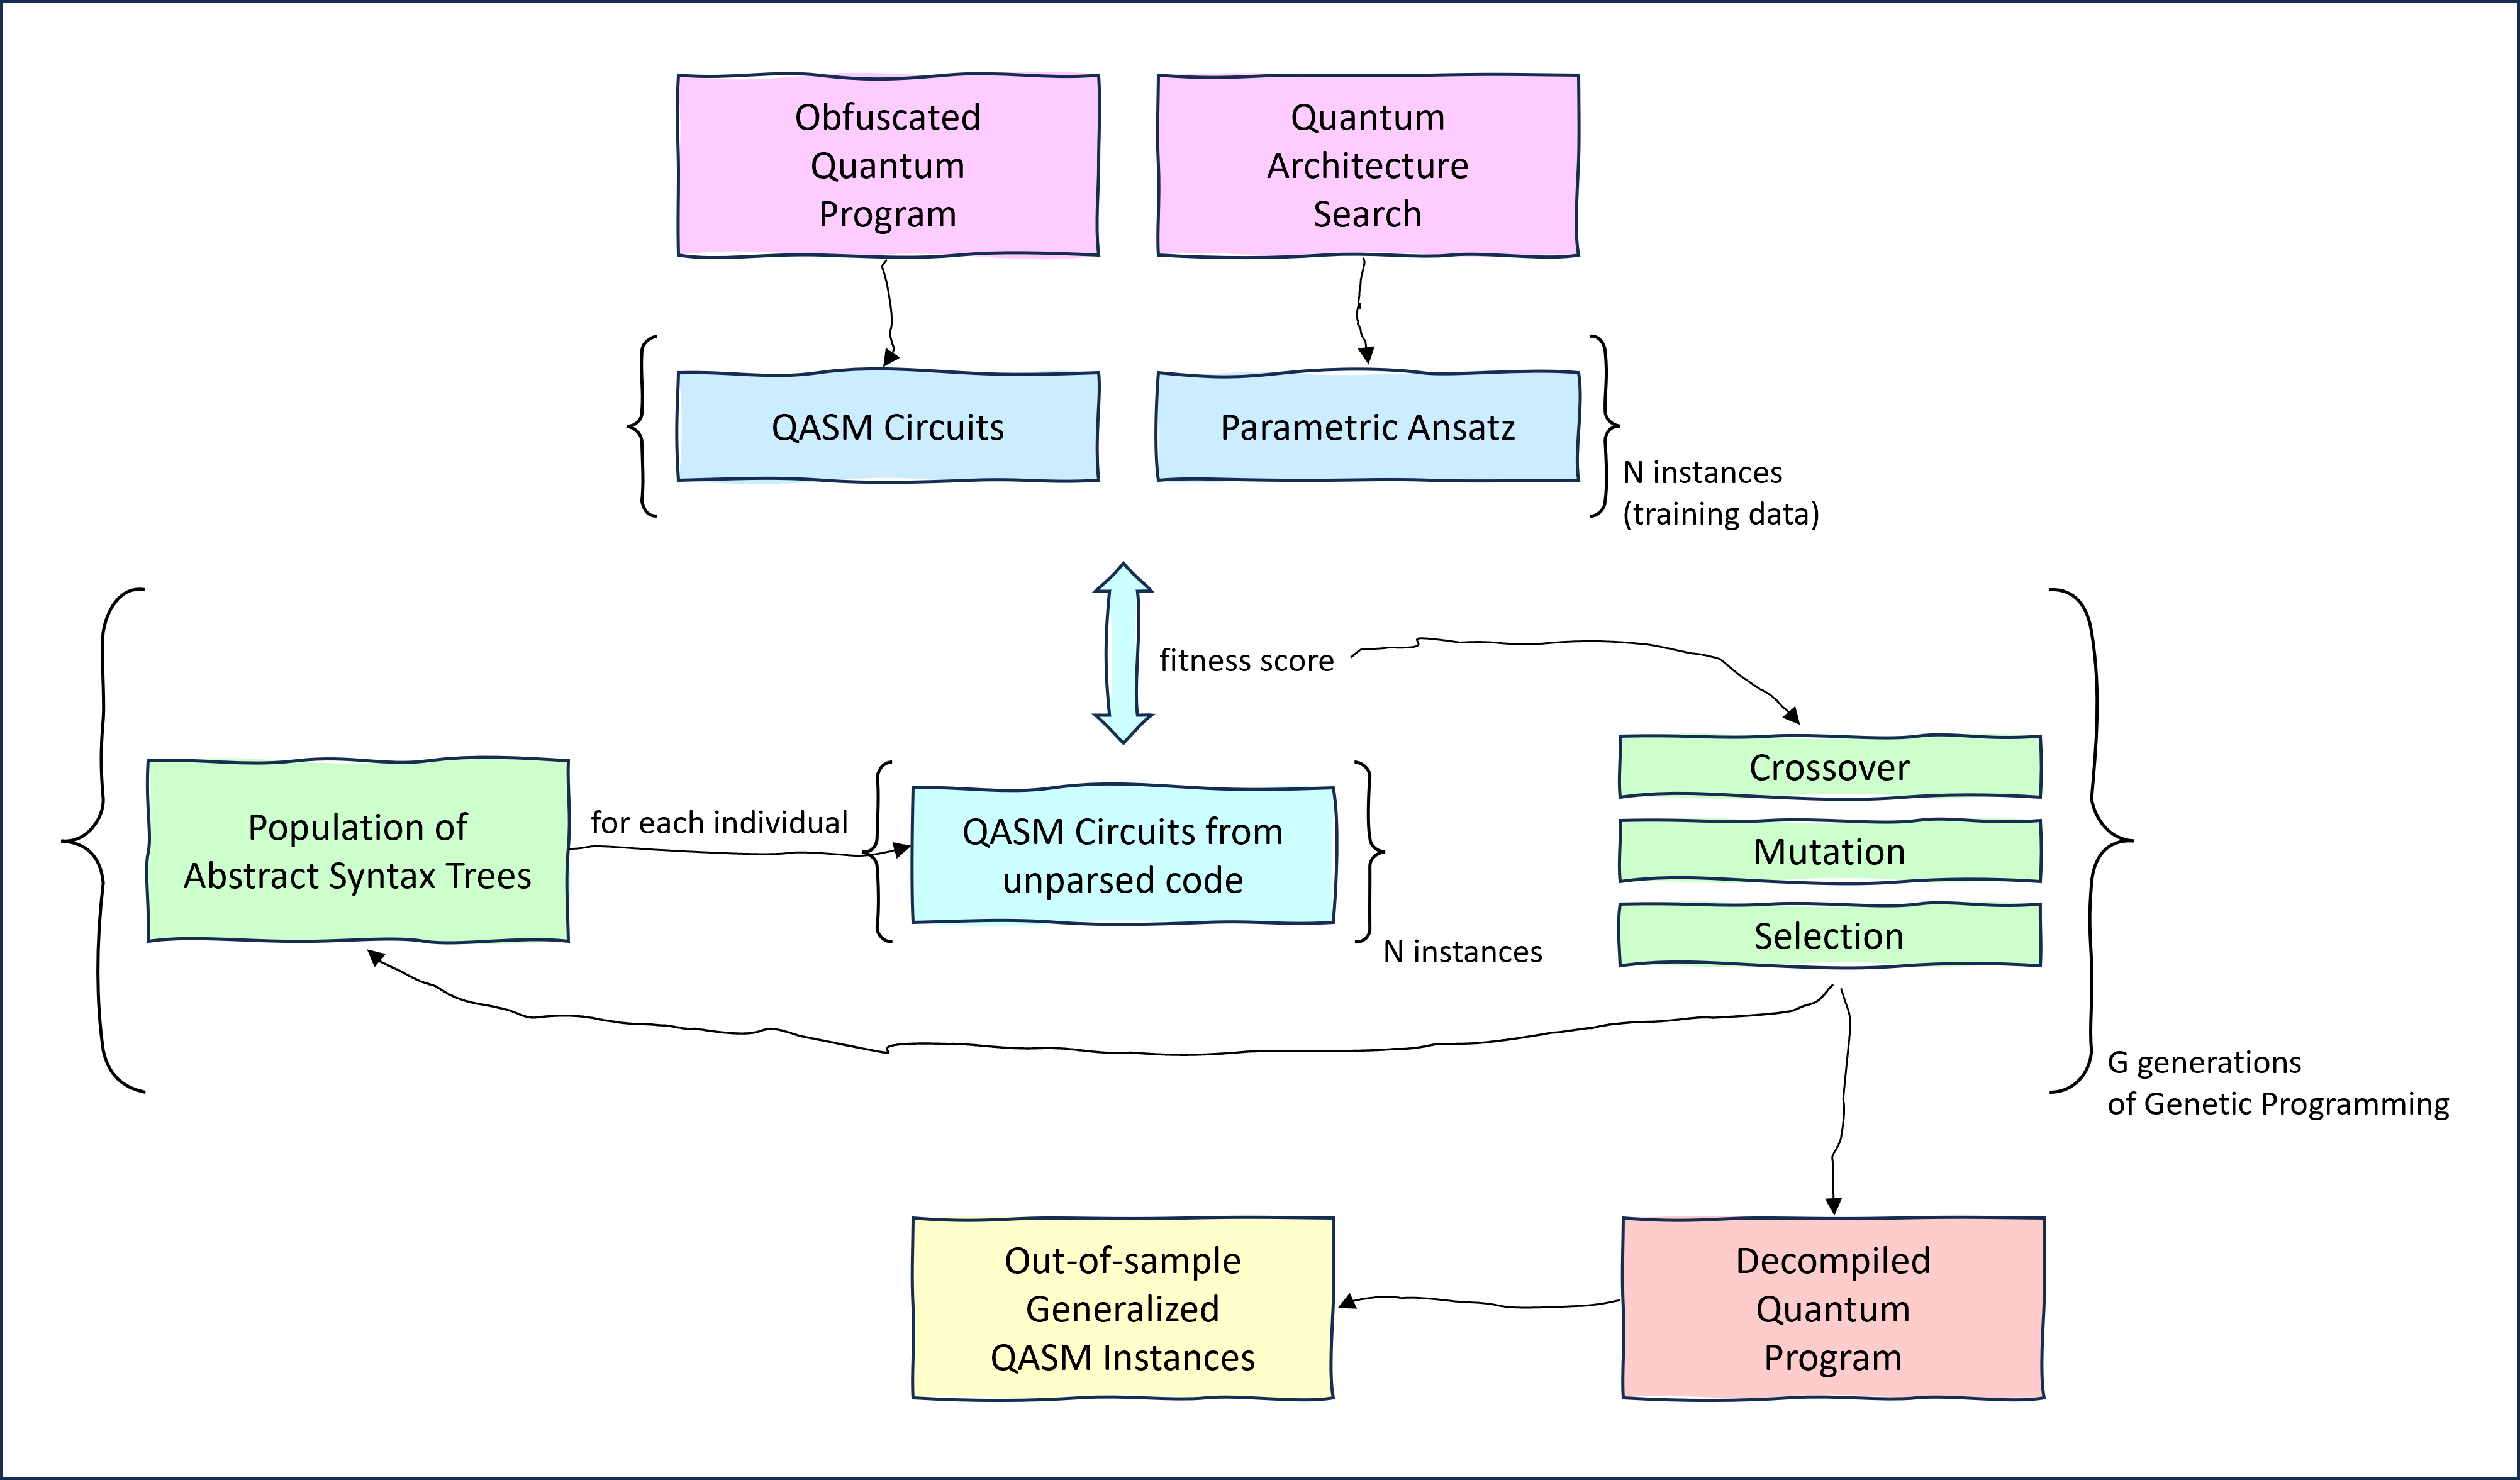 Obfuscated
Quantum
Program
Quantum
Architecture
Search
QASM Circuits
Parametric Ansatz
N instances
(training data)
fitness score
Population of
Abstract Syntax Trees
for each individual
QASM Circuits from
unparsed code
N instances
Crossover
Mutation
Selection
G generations
of Genetic Programming
Out-of-sample
Generalized
QASM Instances
Decompiled
Quantum
Program